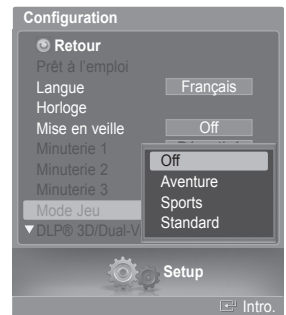 Configuration
Retour
Prêt à l'emploi
Langue Français
Horloge
Mise en veille Off
Minuterie 1
Minuterie 2
Minuterie 3
Mode Jeu
▼DLP® 3D/Dual-V
Off
Aventure
Sports
Standard
Setup
Intro.